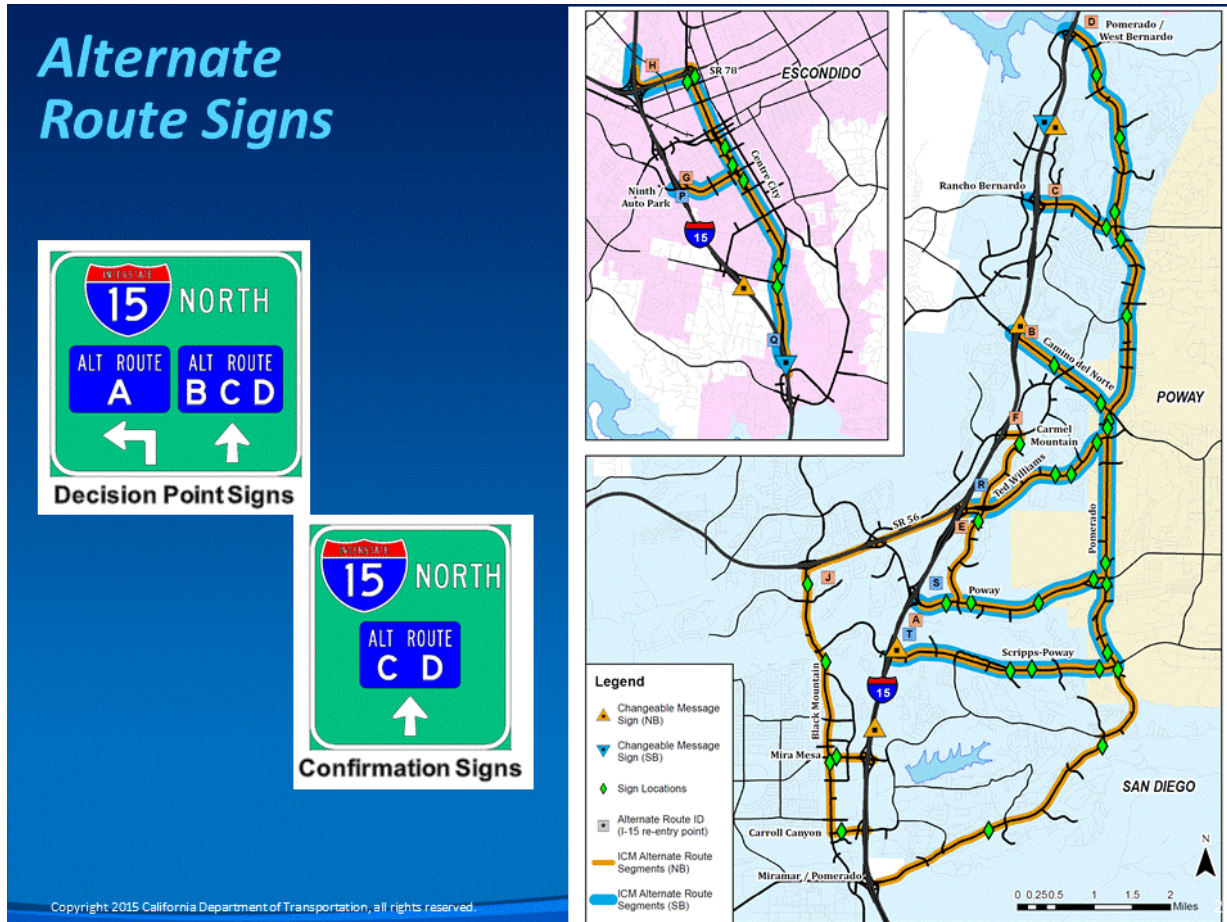 Alternate
Route Signs
INTERSTATE
15 NORTH
ALT ROUTE
A
ALT ROUTE
B C D
Decision Point Signs
INTERSTATE
15 NORTH
ALT ROUTE
C D
Confirmation Signs
Copyright 2015 California Department of Transportation, all rights reserved.
H
SR 78
ESCONDIDO
Centre City
G
P
Ninth /
Auto Park
15
Q
D
Pomerado /
West Bernardo
Rancho Bernardo
C
B
Camino del Norte
POWAY
F
Carmel
Mountain
R
Ted Williams
SR 56
E
Pomerado
J
S
Poway
A
T
Scripps-Poway
15
Black Mountain
Mira Mesa
SAN DIEGO
Carroll Canyon
Miramar / Pomerado
Legend
Changeable Message
Sign (NB)
Changeable Message
Sign (SB)
Sign Locations
Alternate Route ID
(I-15 re-entry point)
ICM Alternate Route
Segments (NB)
ICM Alternate Route
Segments (SB)
N
0 0.25 0.5 1 1.5 2
Miles